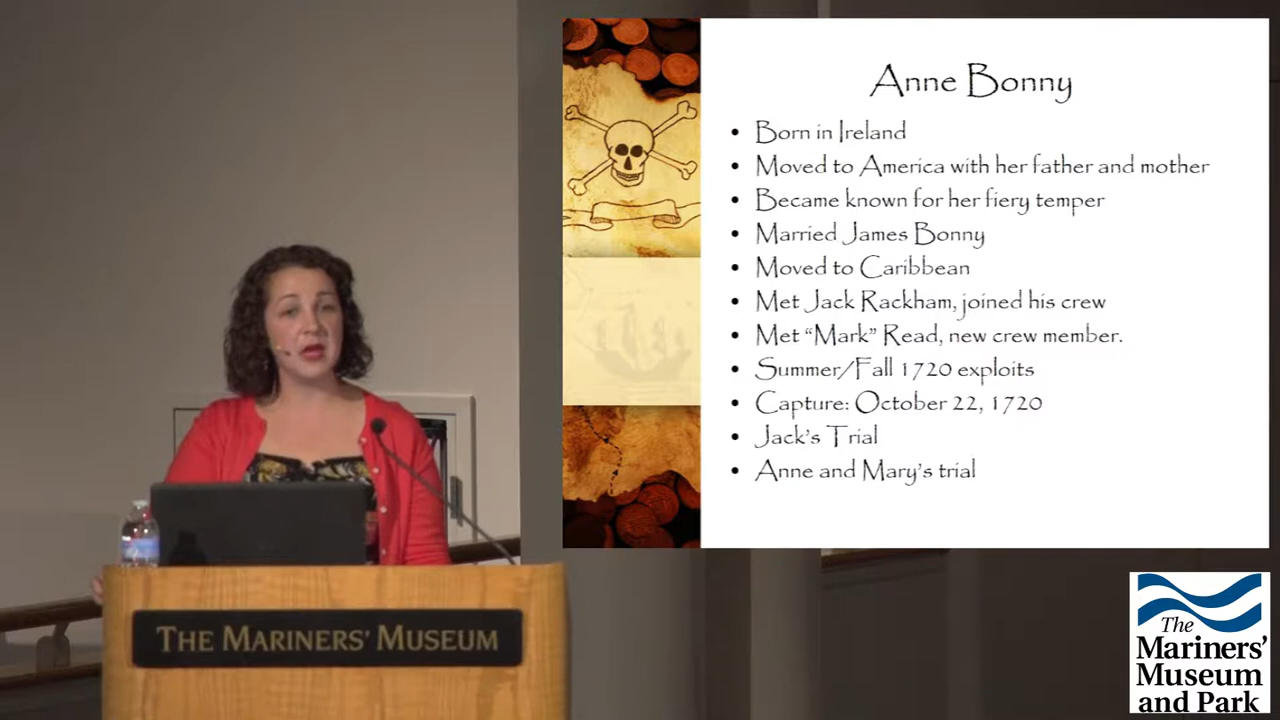 Anne Bonny
• Born in Ireland
• Moved to America with her father and mother
• Became known for her fiery temper
• Married James Bonny
• Moved to Caribbean
• Met Jack Rackham, joined his crew
• Met “Mark” Read, new crew member.
• Summer/Fall 1720 exploits
• Capture: October 22, 1720
• Jack’s Trial
• Anne and Mary’s trial
THE MARINERS’ MUSEUM
The
Mariners’
Museum
and Park